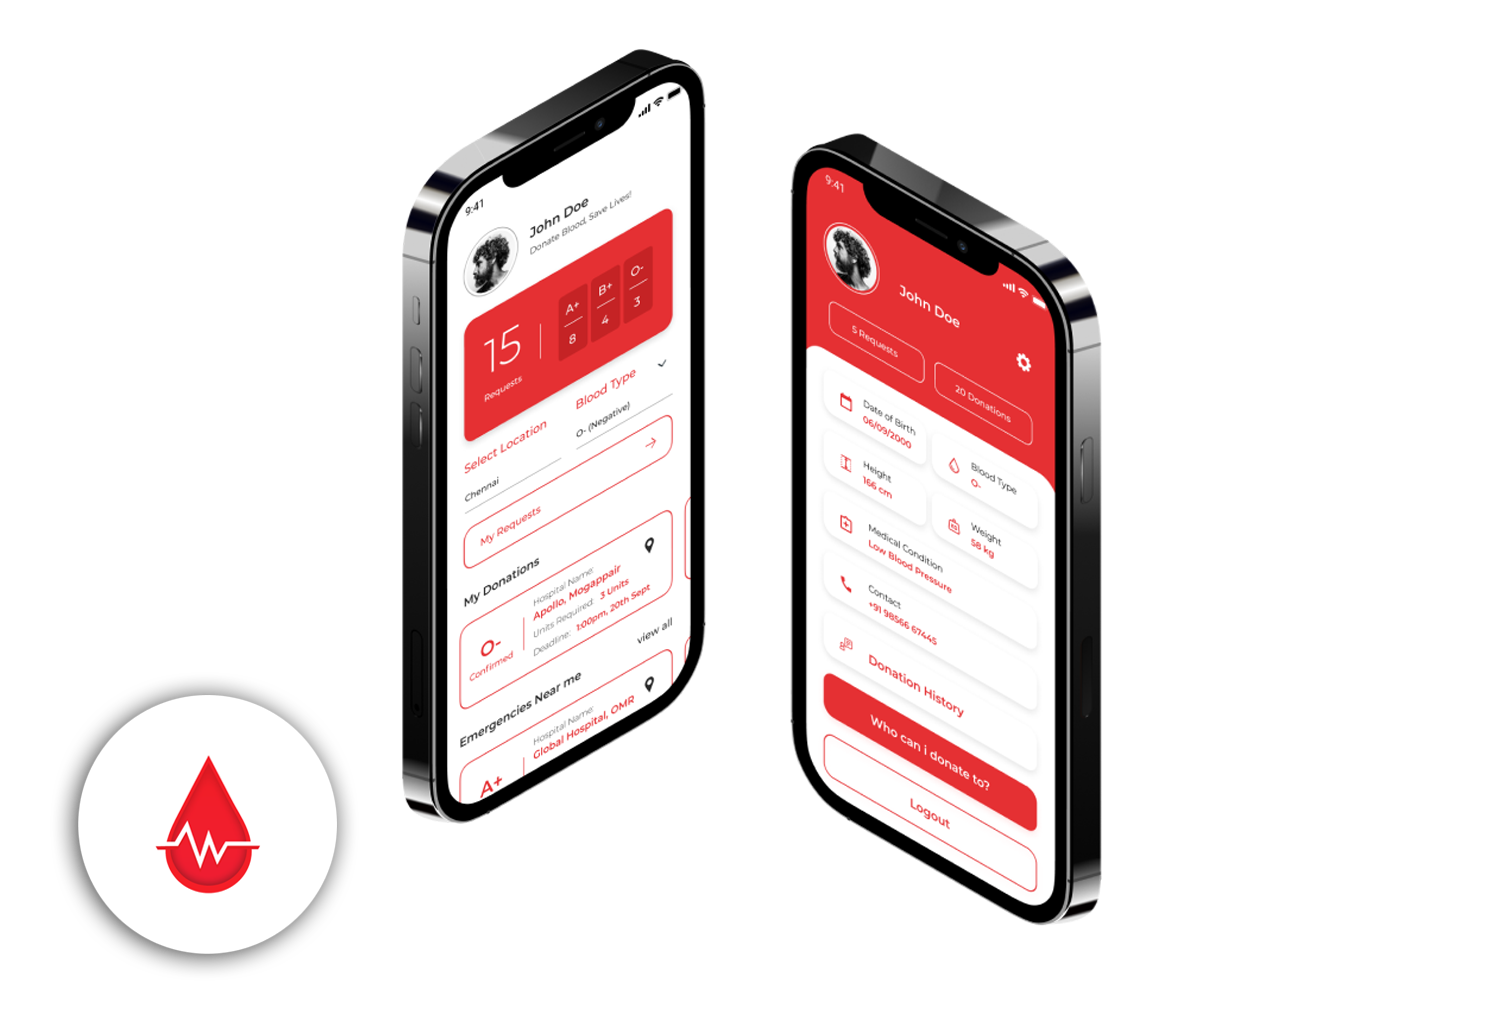 9:41
John Doe
Donate Blood, Save Lives!
15
Requests
A+
8
B+
4
O-
3
Select Location
Chennai
Blood Type
O- (Negative)
My Requests
My Donations
O-
Confirmed
Hospital Name:
Apollo, Mogappair
Units Required: 3 Units
Deadline: 1:00pm, 20th Sept
view all
Emergencies Near me
A+
Hospital Name:
Global Hospital, OMR
9:41
John Doe
5 Requests
20 Donations
Date of Birth
06/09/2000
Blood Type
O-
Height
166 cm
Weight
58 kg
Medical Condition
Low Blood Pressure
Contact
+91 98566 67445
Donation History
Who can i donate to?
Logout